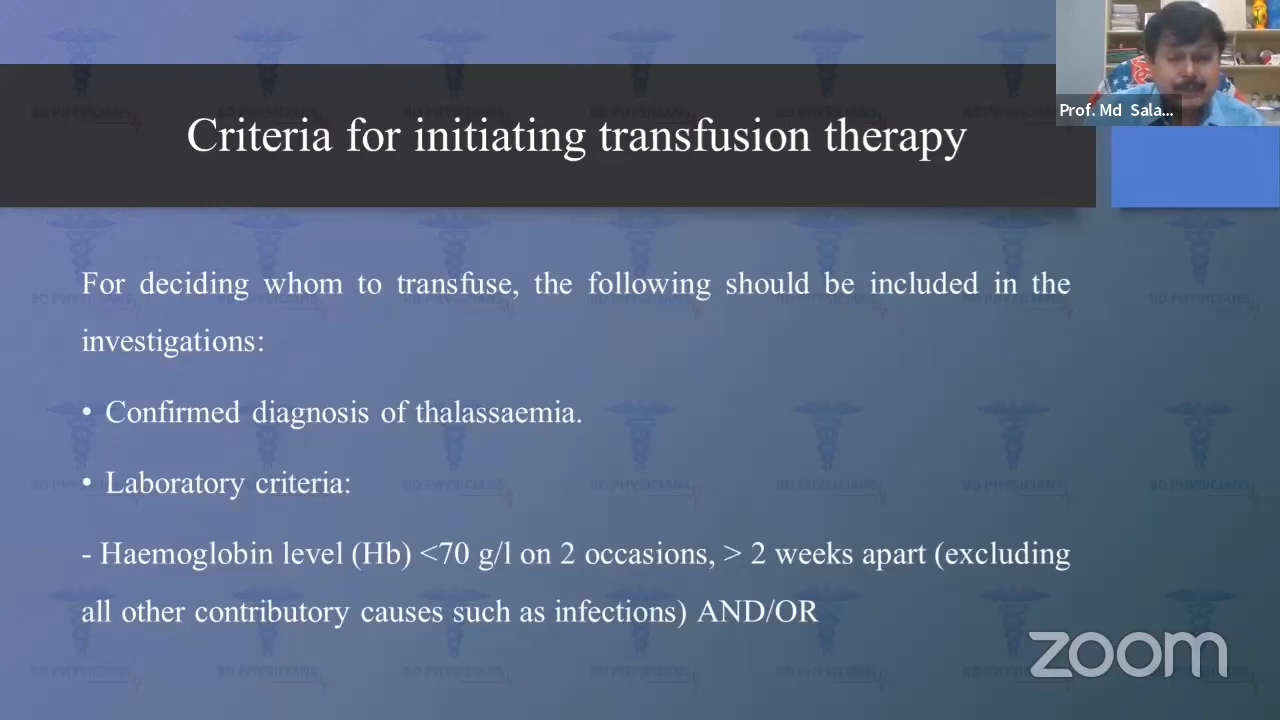 Prof. Md Sala...
Criteria for initiating transfusion therapy
For deciding whom to transfuse, the following should be included in the
investigations:
• Confirmed diagnosis of thalassaemia.
• Laboratory criteria:
- Haemoglobin level (Hb) <70 g/l on 2 occasions, > 2 weeks apart (excluding
all other contributory causes such as infections) AND/OR
zoom
BD PHYSICIANS